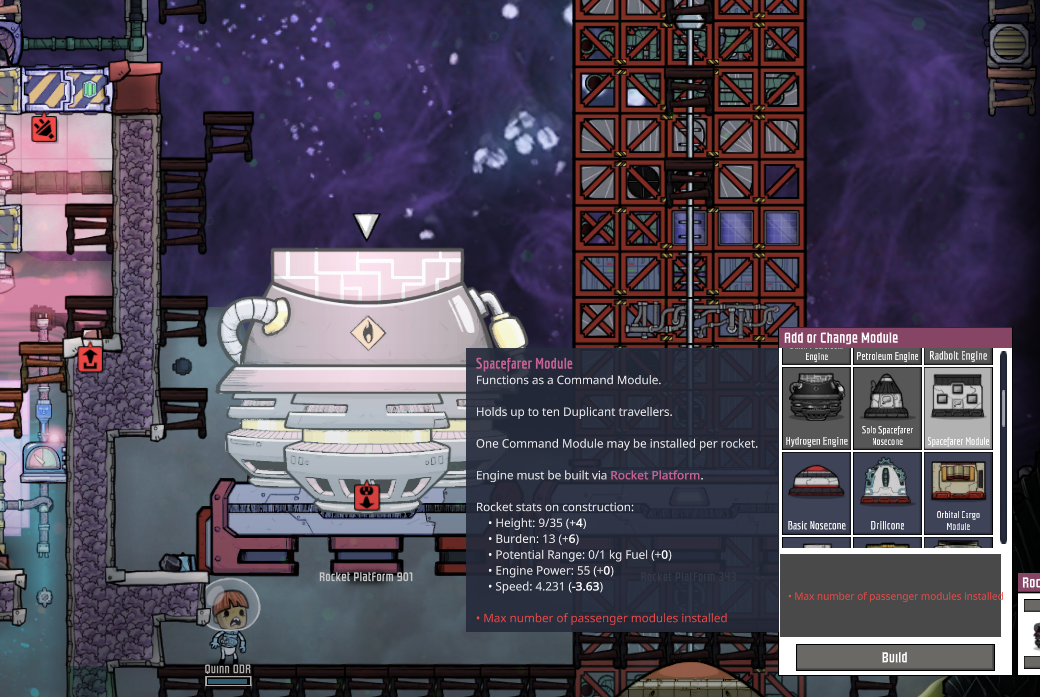 Rocket Platform 901
Quinn DDR
Spacefarer Module
Functions as a Command Module.
Holds up to ten Duplicant travellers.
One Command Module may be installed per rocket.
Engine must be built via Rocket Platform.
Rocket stats on construction:
• Height: 9/35 (+4)
• Burden: 13 (+6)
• Potential Range: 0/1 kg Fuel (+0)
• Engine Power: 55 (+0)
• Speed: 4.231 (-3.63)
• Max number of passenger modules installed
Add or Change Module
Engine
Petroleum Engine
Radbolt Engine
Hydrogen Engine
Solo Spacefarer
Nosecone
Spacefarer Module
Basic Nosecone
Drillcone
Orbital Cargo
Module
• Max number of passenger modules installed
Build